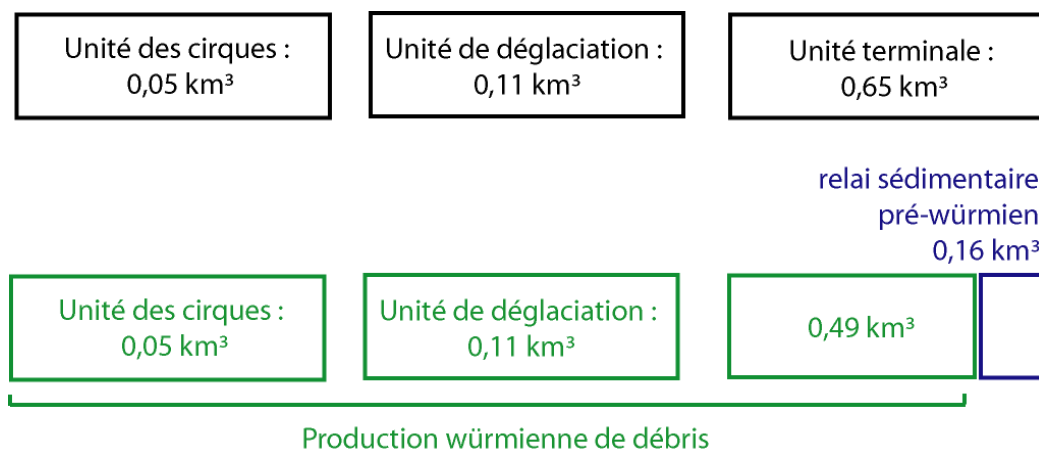 Unité des cirques :
0,05 km³
Unité de déglaciation :
0,11 km³
Unité terminale :
0,65 km³
relai sédimentaire
pré-würmien
0,16 km³
Unité des cirques :
0,05 km³
Unité de déglaciation :
0,11 km³
0,49 km³
Production würmienne de débris